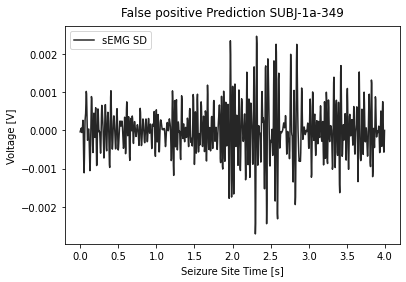 False positive Prediction SUBJ-1a-349
sEMG SD
0.002
0.001
0.000
−0.001
−0.002
Voltage [V]
0.0 0.5 1.0 1.5 2.0 2.5 3.0 3.5 4.0
Seizure Site Time [s]